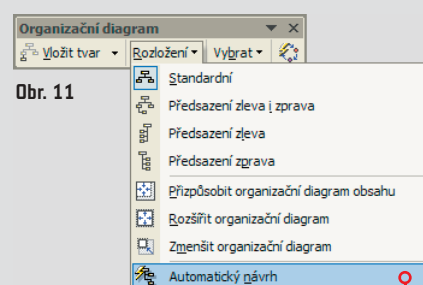 Organizační diagram
Vložit tvar Rozložení Vybrat
Obr. 11
Standardní
Předsazení zleva i zprava
Předsazení zleva
Předsazení zprava
Přizpůsobit organizační diagram obsahu
Rozšířit organizační diagram
Zmenšit organizační diagram
Automatický návrh